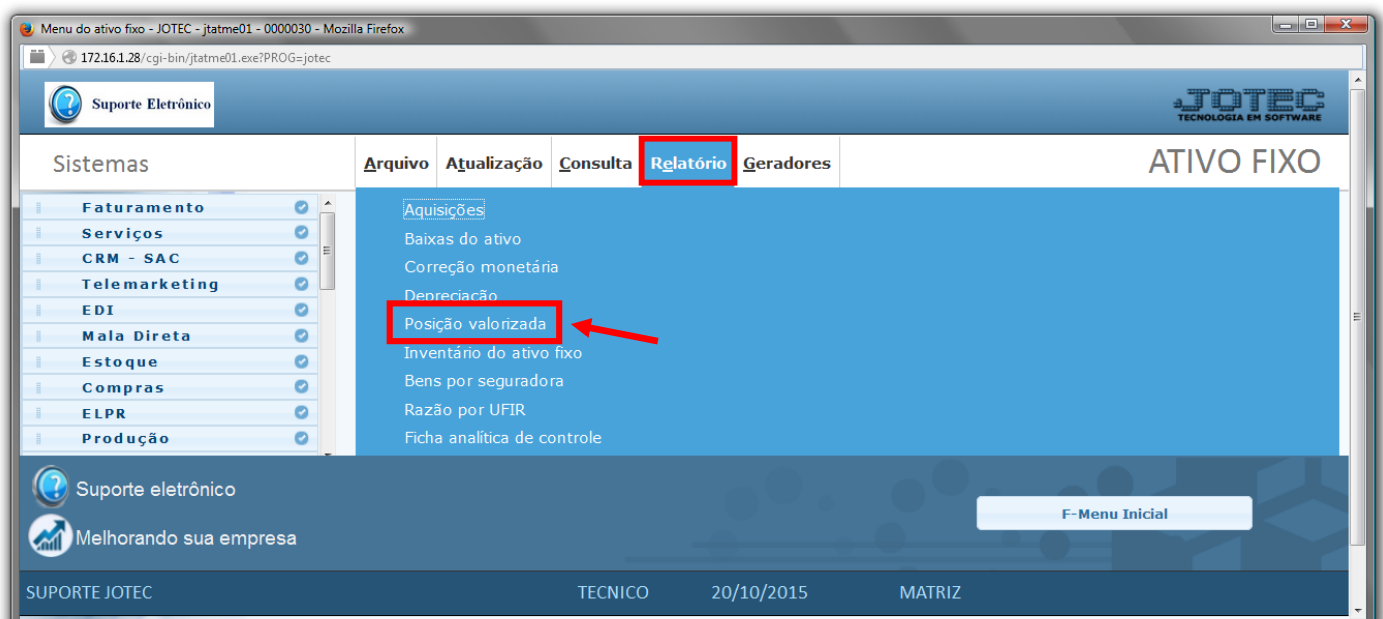 Menu do ativo fixo - JOTEC - jtatme01 - 0000030 - Mozilla Firefox
172.16.1.28/cgi-bin/jtatme01.exe?PROG=jotec
Suporte Eletrônico
JOTEC
TECNOLOGIA EM SOFTWARE
Sistemas
Arquivo Atualização Consulta Relatório Geradores
ATIVO FIXO
Faturamento
Serviços
CRM - SAC
Telemarketing
EDI
Mala Direta
Estoque
Compras
ELPR
Produção
Aquisições
Baixas do ativo
Correção monetária
Depreciação
Posição valorizada
Inventário do ativo fixo
Bens por seguradora
Razão por UFIR
Ficha analítica de controle
Suporte eletrônico
Melhorando sua empresa
F-Menu Inicial
SUPORTE JOTEC TECNICO 20/10/2015 MATRIZ